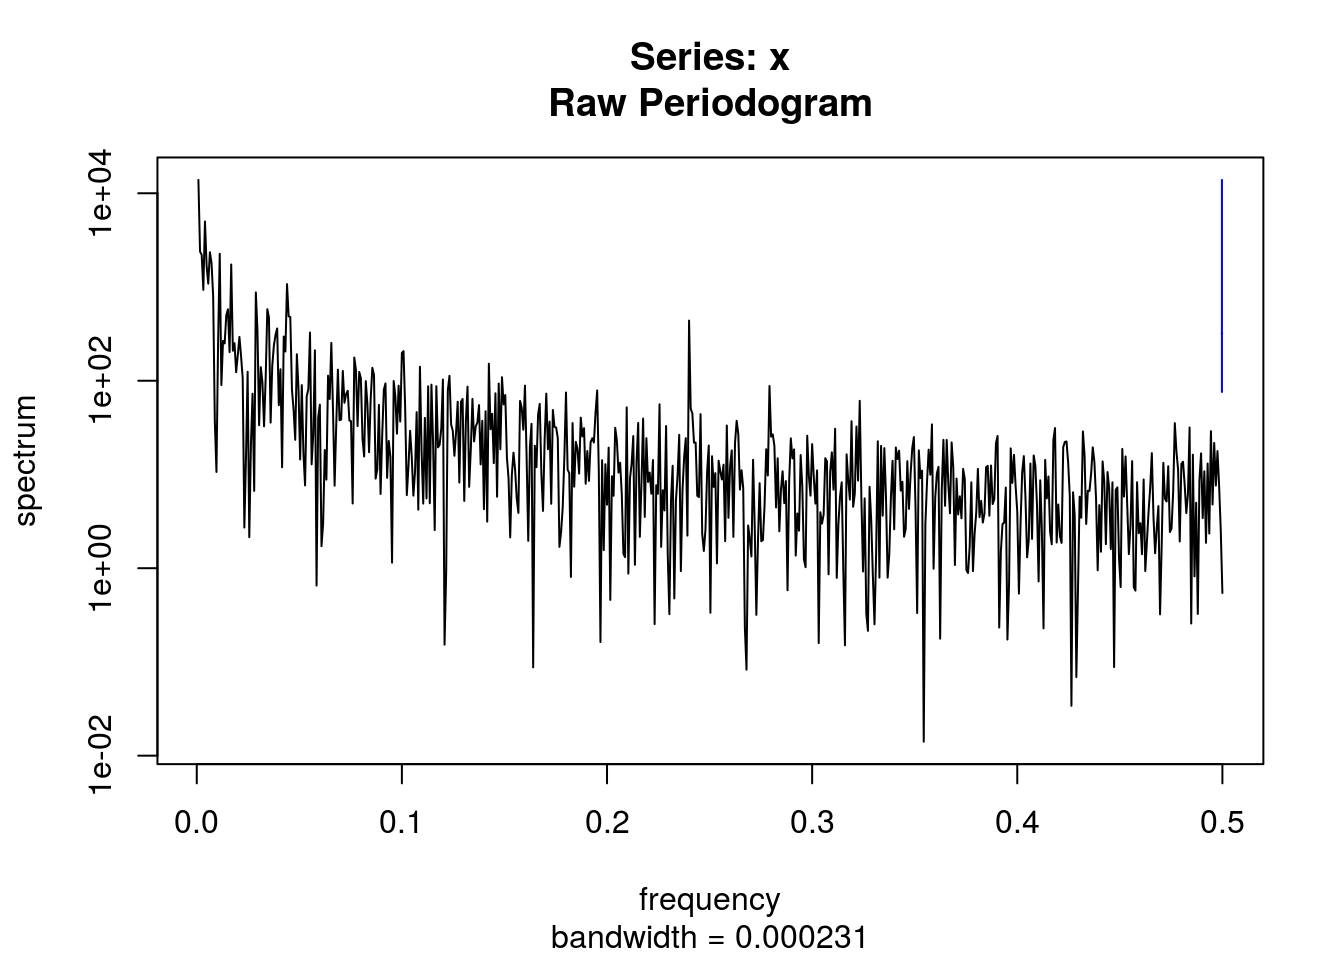 Series: x
Raw Periodogram
1e+04
1e+02
1e+00
1e-02
spectrum
0.0 0.1 0.2 0.3 0.4 0.5
frequency
bandwidth = 0.000231